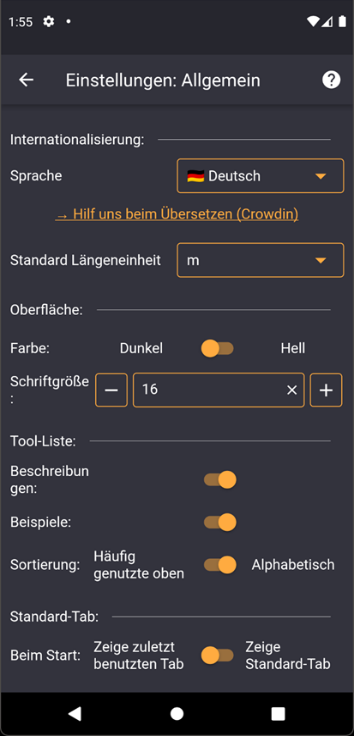 1:55
Einstellungen: Allgemein
Internationalisierung:
Sprache
Deutsch
→ Hilf uns beim Übersetzen (Crowdin)
Standard Längeneinheit
m
Oberfläche:
Farbe:
Dunkel
Hell
Schriftgröße
:
16
Tool-Liste:
Beschreibun
gen:
Beispiele:
Sortierung:
Häufig
genutzte oben
Alphabetisch
Standard-Tab:
Beim Start:
Zeige zuletzt
benutzten Tab
Zeige
Standard-Tab